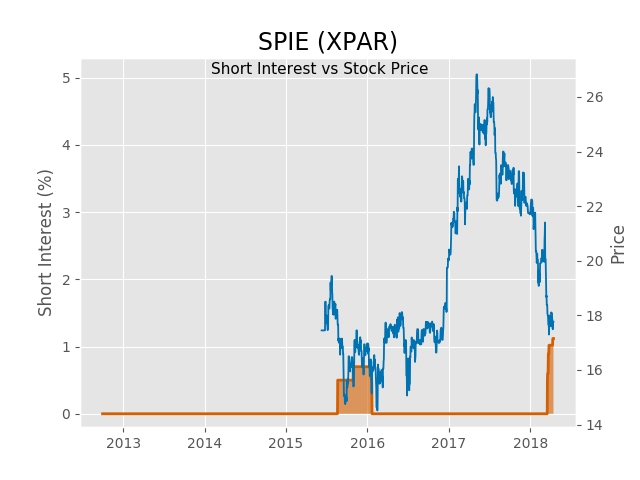 SPIE (XPAR)
Short Interest vs Stock Price
Short Interest (%)
5
4
3
2
1
0
26
24
22
20
18
16
14
Price
2013 2014 2015 2016 2017 2018